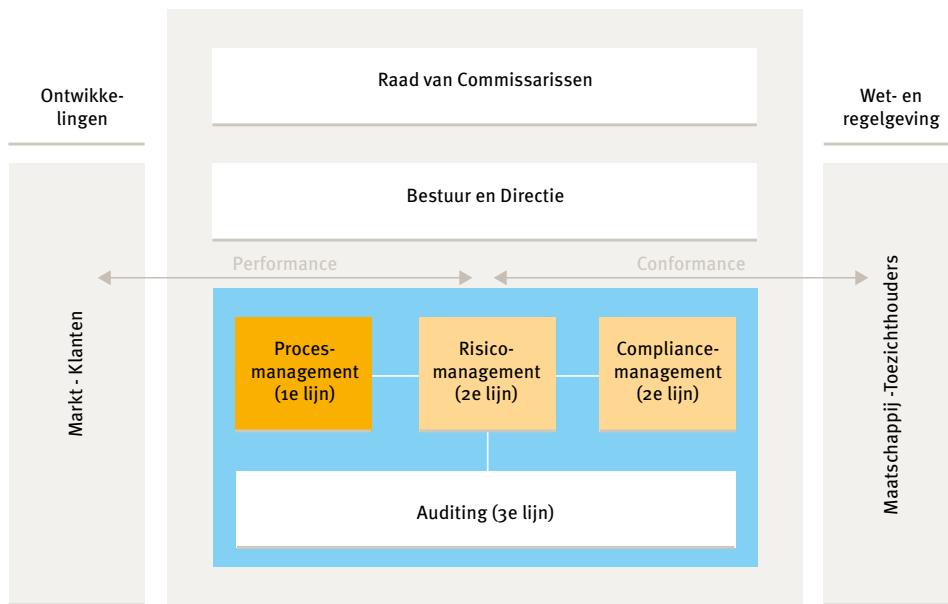 Raad van Commissarissen
Ontwikke-
lingen
Wet- en
regelgeving
Bestuur en Directie
Performance
Conformance
Markt - Klanten
Proces-
management
(1e lijn)
Risico-
management
(2e lijn)
Compliance-
management
(2e lijn)
Maatschappij -Toezichthouders
Auditing (3e lijn)